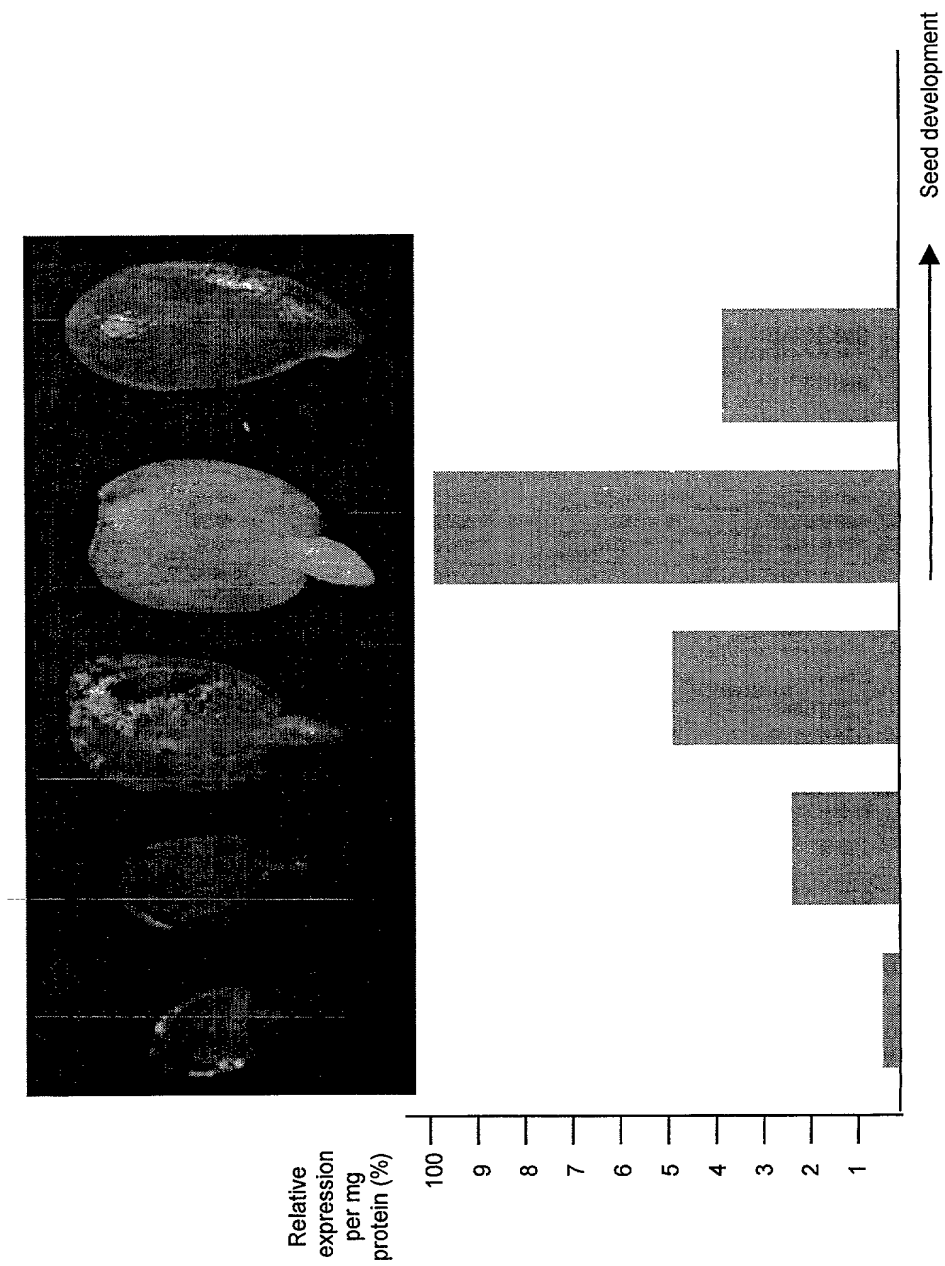 Relative
expression
per mg
protein (%)
100
9
8
7
6
5
4
3
2
1
Seed development